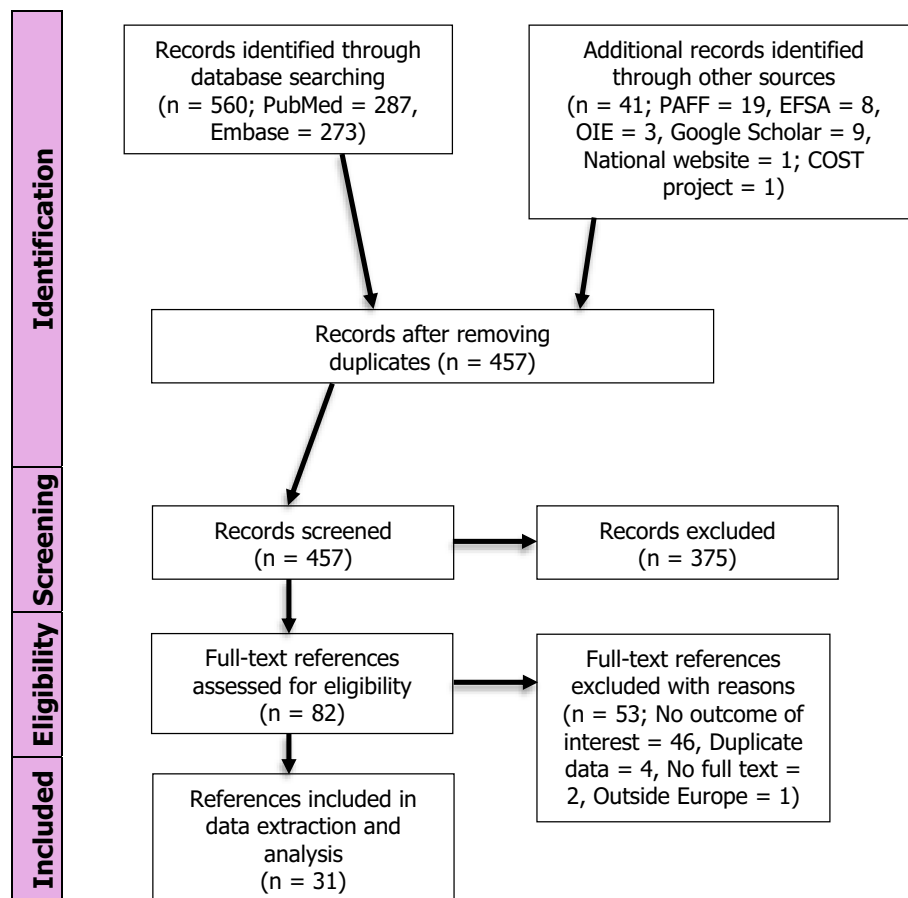 Identification
Records identified through
database searching
(n = 560; PubMed = 287,
Embase = 273)
Additional records identified
through other sources
(n = 41; PAFF = 19, EFSA = 8,
OIE = 3, Google Scholar = 9,
National website = 1; COST
project = 1)
Records after removing
duplicates (n = 457)
Screening
Records screened
(n = 457)
Records excluded
(n = 375)
Eligibility
Full-text references
assessed for eligibility
(n = 82)
Full-text references
excluded with reasons
(n = 53; No outcome of
interest = 46, Duplicate
data = 4, No full text =
2, Outside Europe = 1)
Included
References included in
data extraction and
analysis
(n = 31)